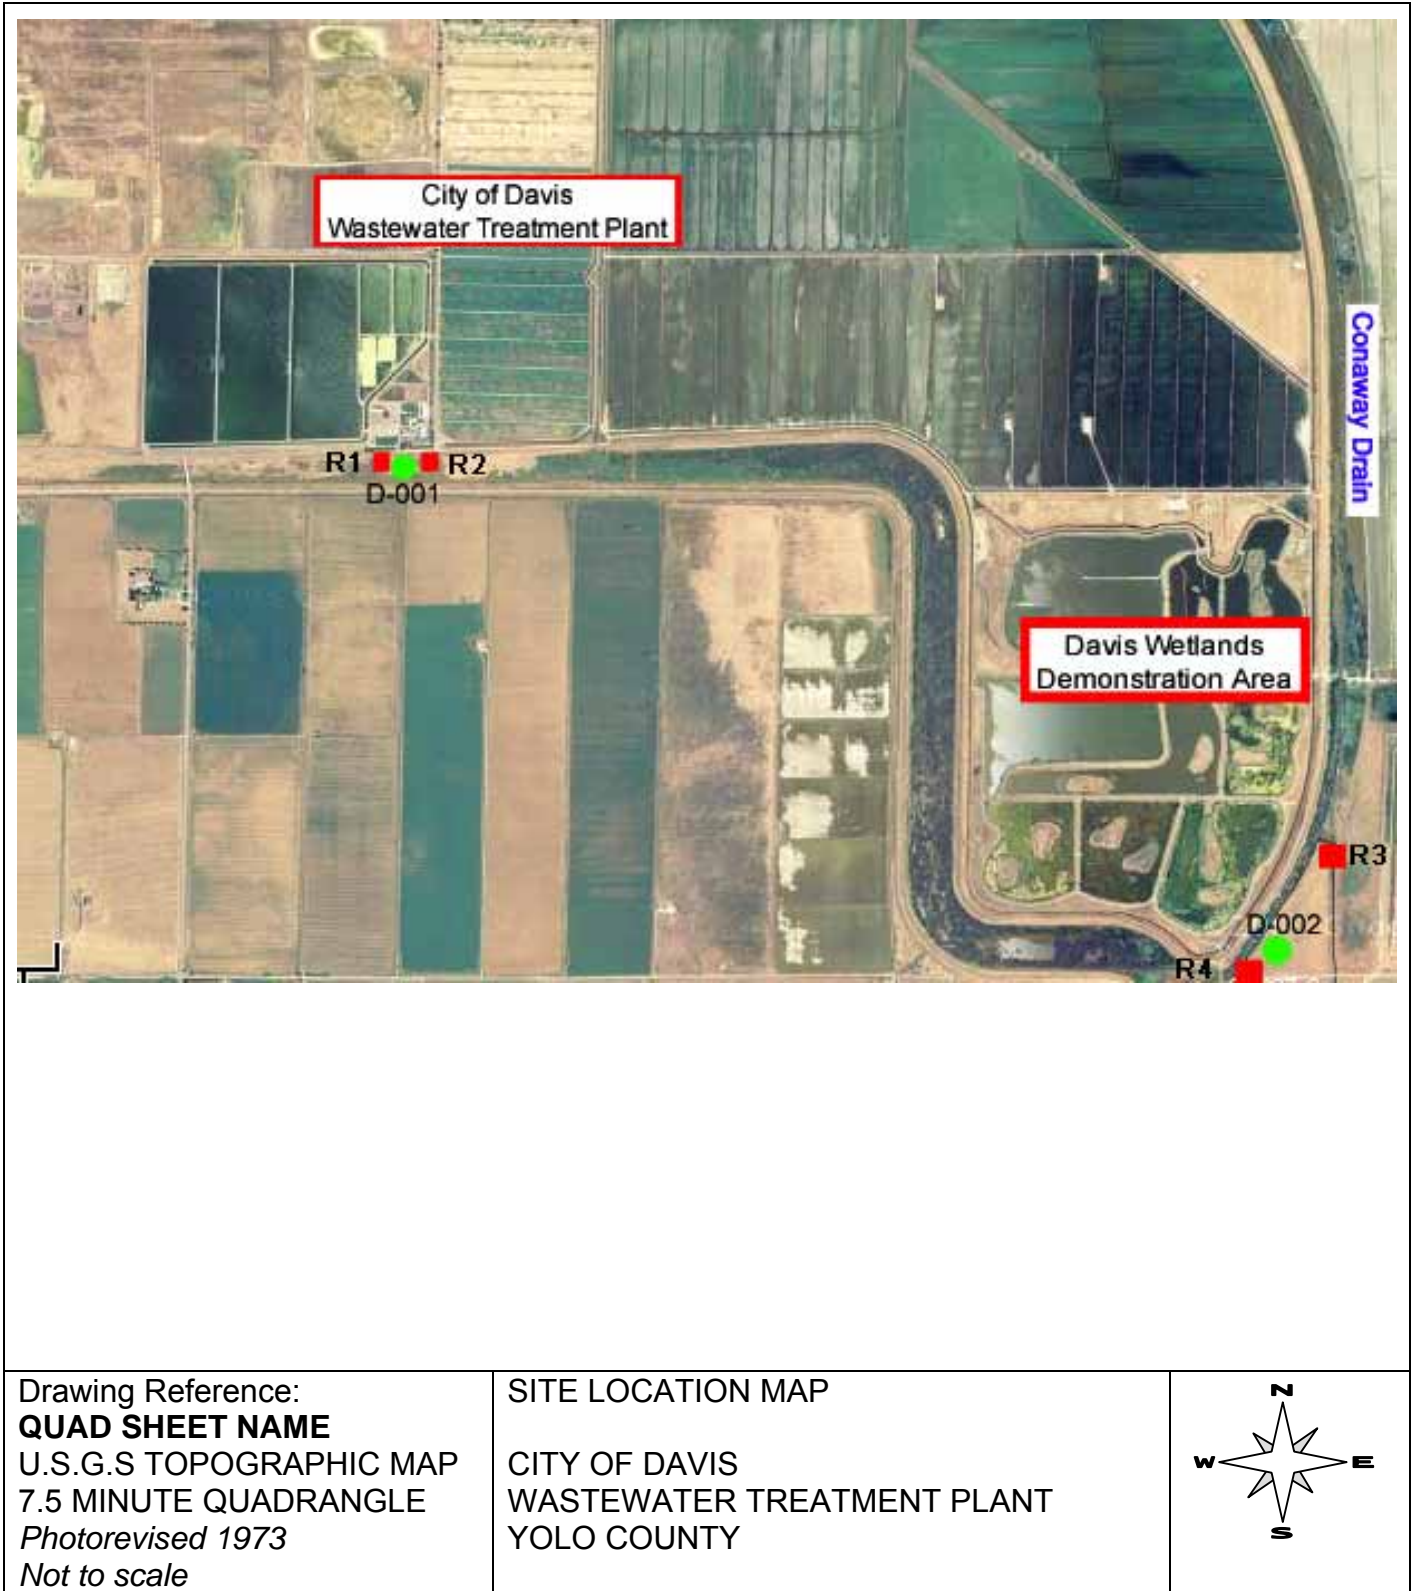 City of Davis
Wastewater Treatment Plant
Conaway Drain
R1
R2
D-001
Davis Wetlands
Demonstration Area
R3
D-002
R4
Drawing Reference:
QUAD SHEET NAME
U.S.G.S TOPOGRAPHIC MAP
7.5 MINUTE QUADRANGLE
Photorevised 1973
Not to scale
SITE LOCATION MAP
CITY OF DAVIS
WASTEWATER TREATMENT PLANT
YOLO COUNTY
N
W
E
S